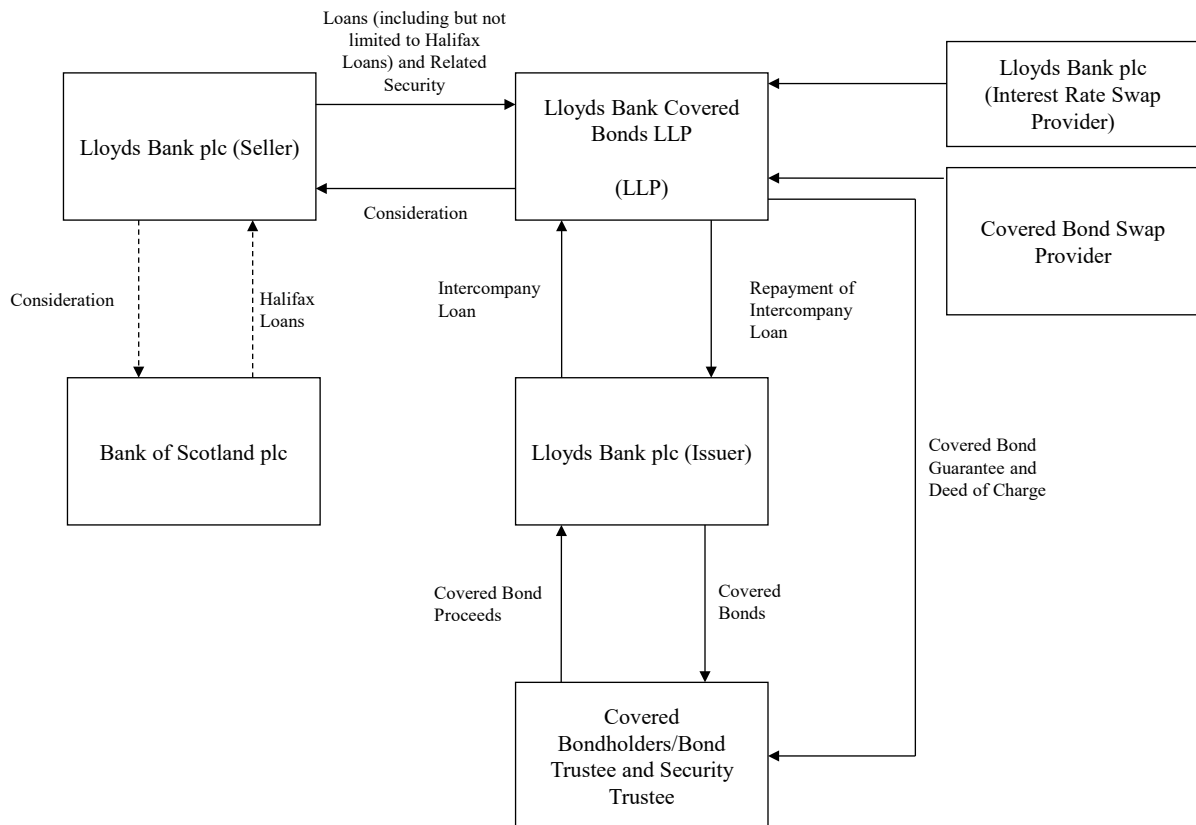 Loans (including but not
limited to Halifax
Loans) and Related
Security
Lloyds Bank plc (Seller)
Lloyds Bank Covered
Bonds LLP
(LLP)
Lloyds Bank plc
(Interest Rate Swap
Provider)
Consideration
Covered Bond Swap
Provider
Consideration
Halifax
Loans
Intercompany
Loan
Repayment of
Intercompany
Loan
Bank of Scotland plc
Lloyds Bank plc (Issuer)
Covered Bond
Guarantee and
Deed of Charge
Covered Bond
Proceeds
Covered
Bonds
Covered
Bondholders/Bond
Trustee and Security
Trustee